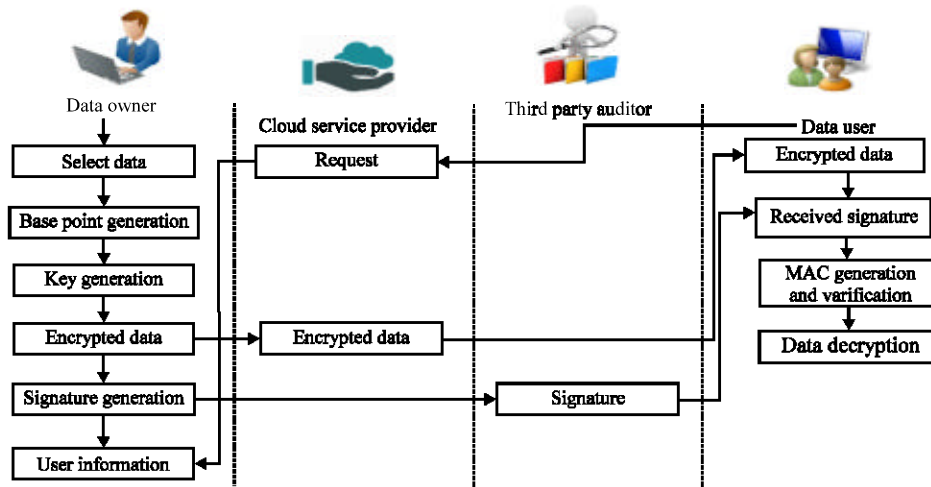 Data owner
Select data
Base point generation
Key generation
Encrypted data
Signature generation
User information
Cloud service provider
Request
Encrypted data
Third party auditor
Signature
Data user
Encrypted data
Received signature
MAC generation
and varification
Data decryption